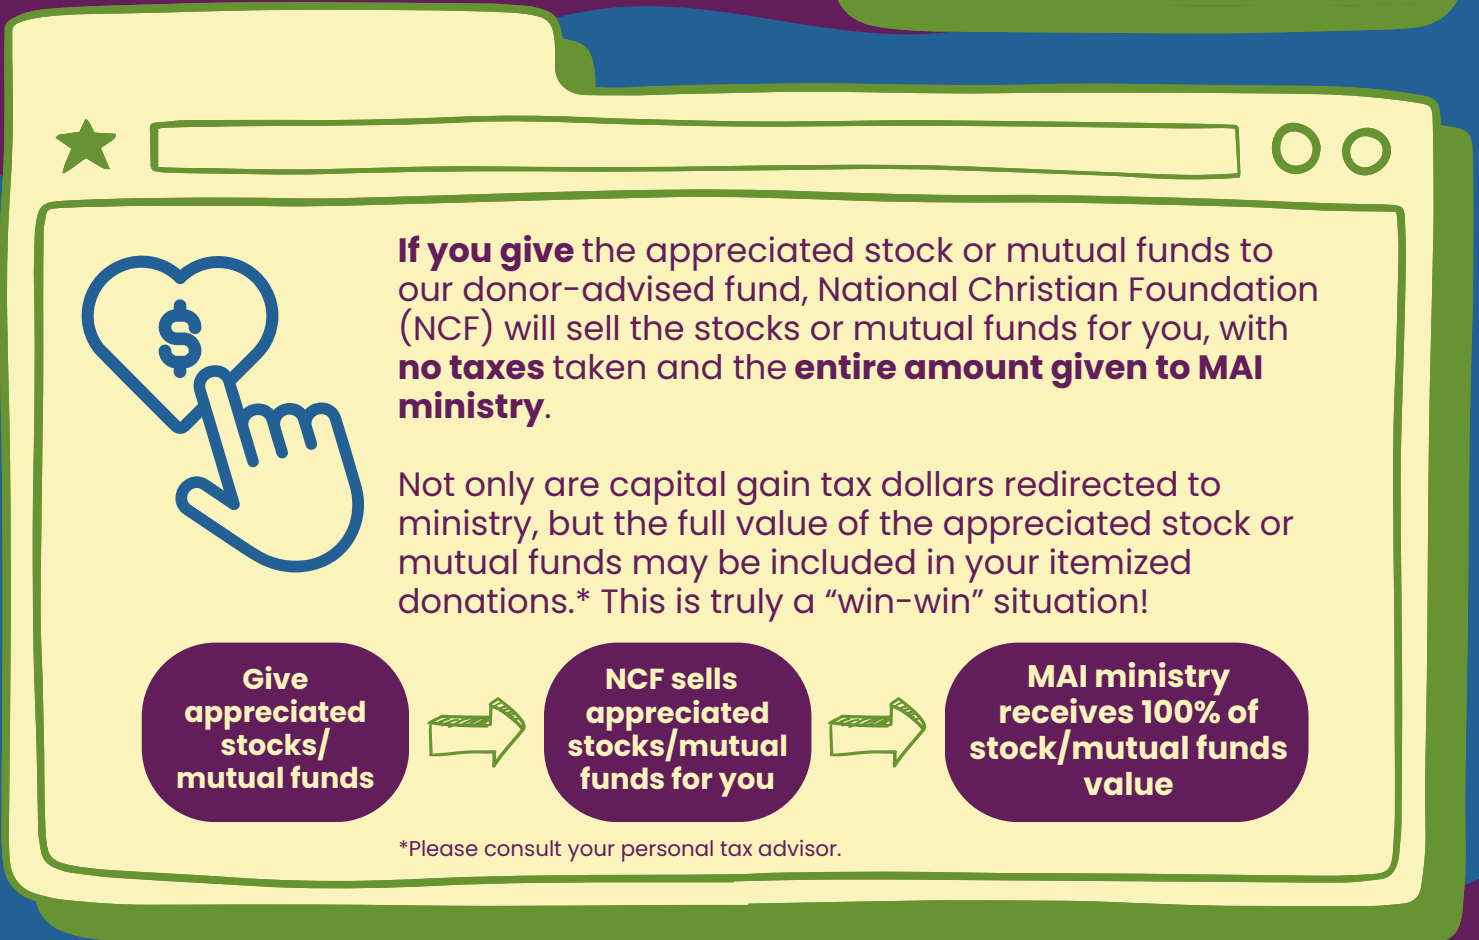 If you give the appreciated stock or mutual funds to
our donor-advised fund, National Christian Foundation
(NCF) will sell the stocks or mutual funds for you, with
no taxes taken and the entire amount given to MAI
ministry.
Not only are capital gain tax dollars redirected to
ministry, but the full value of the appreciated stock or
mutual funds may be included in your itemized
donations.* This is truly a “win-win” situation!
Give
appreciated
stocks/
mutual funds
NCF sells
appreciated
stocks/mutual
funds for you
MAI ministry
receives 100% of
stock/mutual funds
value
*Please consult your personal tax advisor.
$